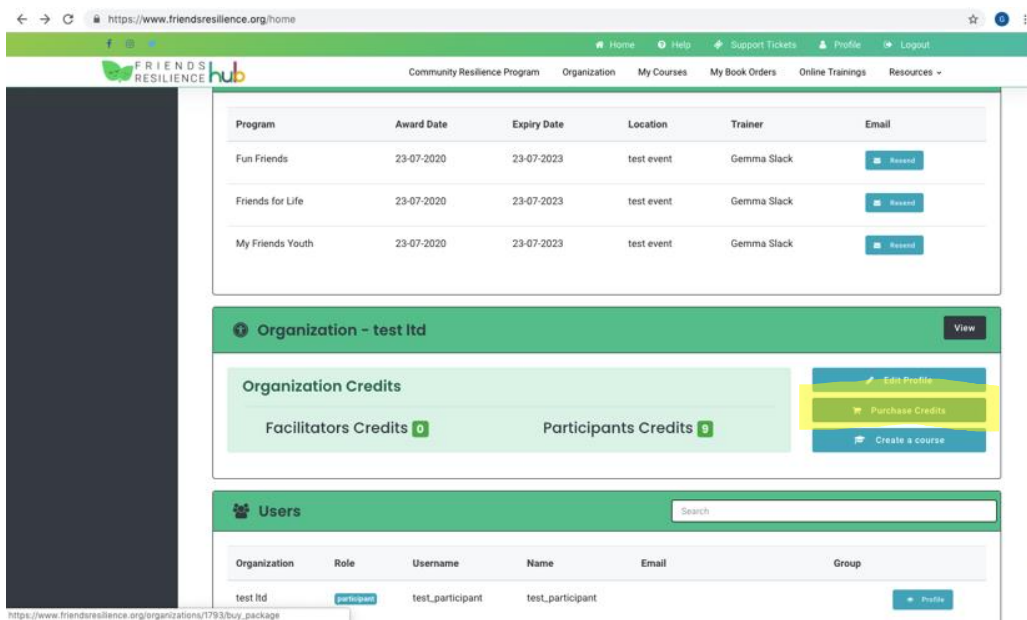 https://www.friendsresilience.org/home
G
Home Help Support Tickets Profile Logout
FRIENDS RESILIENCE hub
Community Resilience Program Organization My Courses My Book Orders Online Trainings Resources
Program Award Date Expiry Date Location Trainer Email
Fun Friends 23-07-2020 23-07-2023 test event Gemma Slack Resend
Friends for Life 23-07-2020 23-07-2023 test event Gemma Slack Resend
My Friends Youth 23-07-2020 23-07-2023 test event Gemma Slack Resend
Organization - test ltd View
Organization Credits
Edit Profile
Facilitators Credits 0 Participants Credits 9
Purchase Credits
Create a course
Users Search
Organization Role Username Name Email Group
test ltd participant test_participant test_participant Profile
https://www.friendsresilience.org/organizations/1793/buy_package